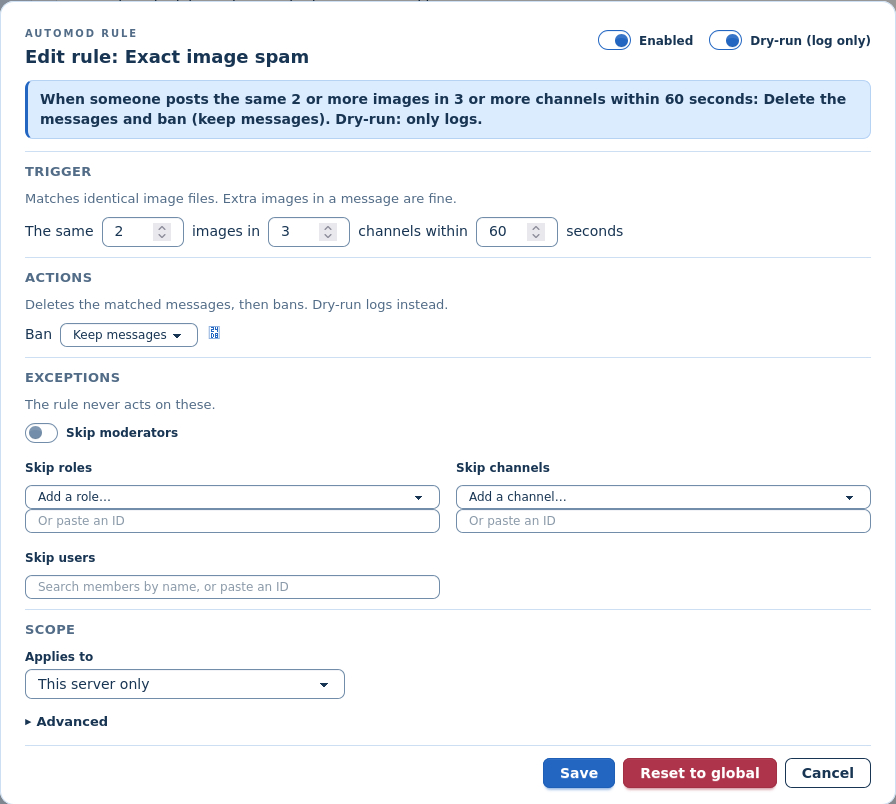 AUTOMOD RULE
Edit rule: Exact image spam
Enabled
Dry-run (log only)
When someone posts the same 2 or more images in 3 or more channels within 60 seconds: Delete the
messages and ban (keep messages). Dry-run: only logs.
TRIGGER
Matches identical image files. Extra images in a message are fine.
The same 2 images in 3 channels within 60 seconds
ACTIONS
Deletes the matched messages, then bans. Dry-run logs instead.
Ban Keep messages
EXCEPTIONS
The rule never acts on these.
Skip moderators
Skip roles
Add a role...
Or paste an ID
Skip channels
Add a channel...
Or paste an ID
Skip users
Search members by name, or paste an ID
SCOPE
Applies to
This server only
▸ Advanced
Save
Reset to global
Cancel